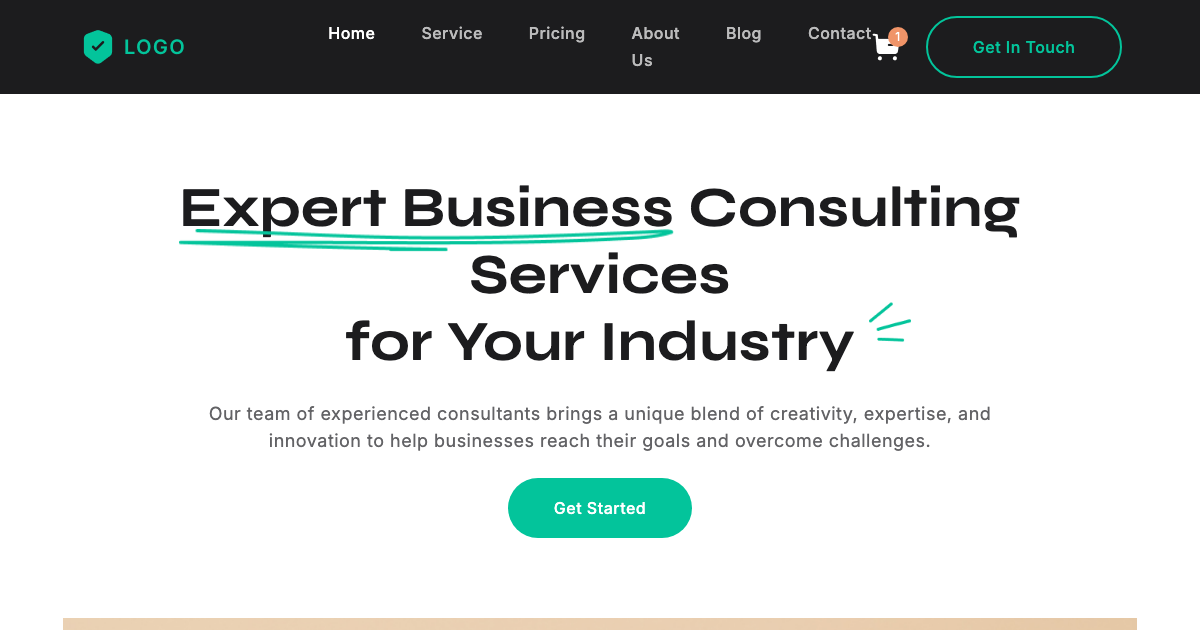 LOGO
Home Service Pricing About Us Blog Contact
1
Get In Touch
Expert Business Consulting
Services
for Your Industry
Our team of experienced consultants brings a unique blend of creativity, expertise, and
innovation to help businesses reach their goals and overcome challenges.
Get Started